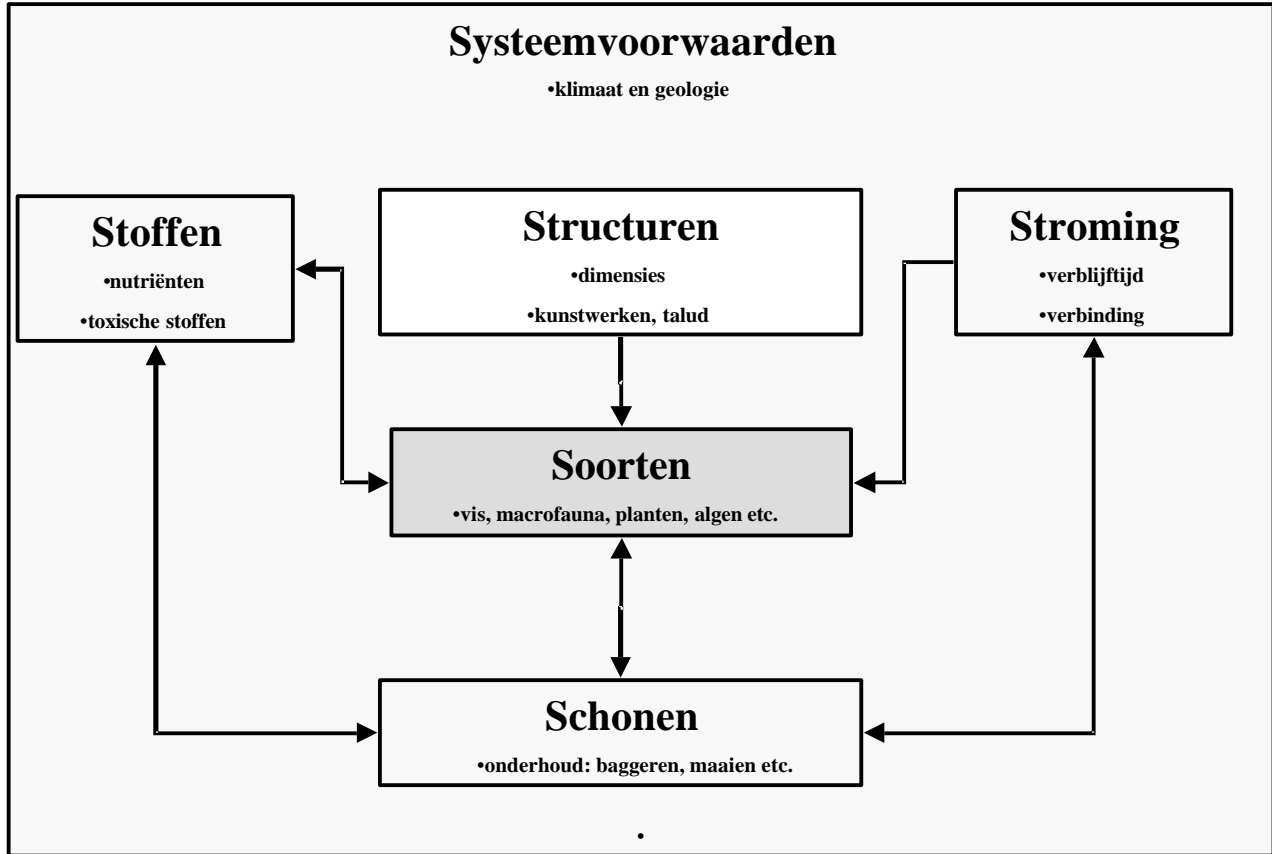 Systeemvoorwaarden
•klimaat en geologie
Stoffen
•nutriënten
•toxische stoffen
Structuren
•dimensies
•kunstwerken, talud
Stroming
•verblijftijd
•verbinding
Soorten
•vis, macrofauna, planten, algen etc.
Schonen
•onderhoud: baggeren, maaien etc.
•